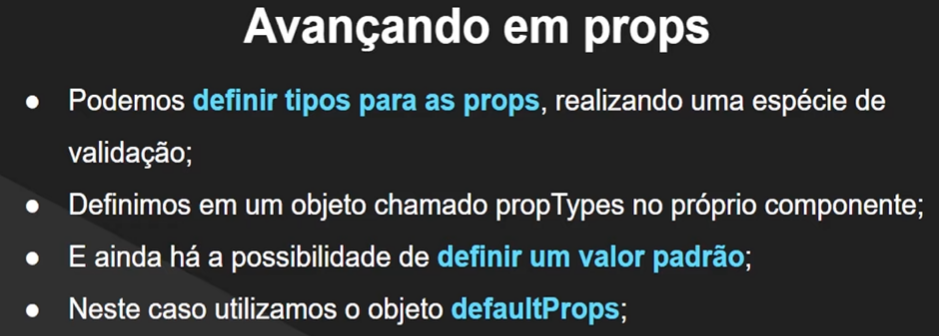 Avançando em props
● Podemos definir tipos para as props, realizando uma espécie de
validação;
● Definimos em um objeto chamado propTypes no próprio componente;
● E ainda há a possibilidade de definir um valor padrão;
● Neste caso utilizamos o objeto defaultProps;